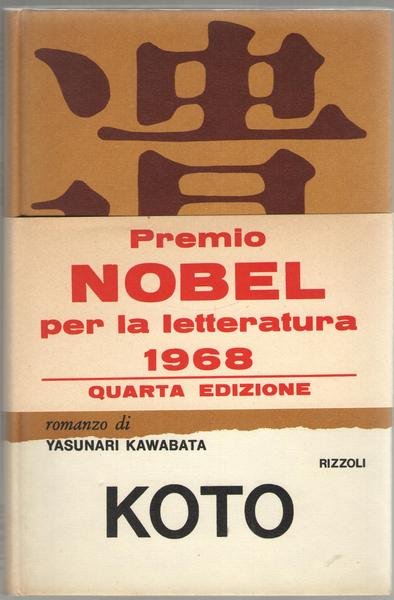 Premio
NOBEL
per la letteratura
1968
QUARTA EDIZIONE
romanzo di
YASUNARI KAWABATA
RIZZOLI
KOTO